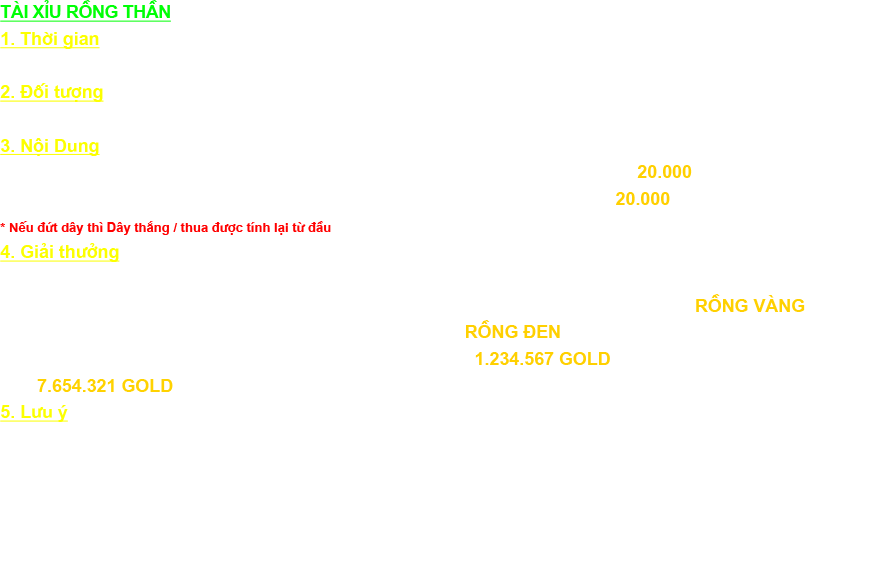 TÀI XỈU RỒNG THẦN
1. Thời gian
2. Đối tượng
3. Nội Dung
20.000
20.000
* Nếu đứt dây thì Dây thắng / thua được tính lại từ đầu
4. Giải thưởng
RỒNG VÀNG
RỒNG ĐEN
1.234.567 GOLD
7.654.321 GOLD
5. Lưu ý